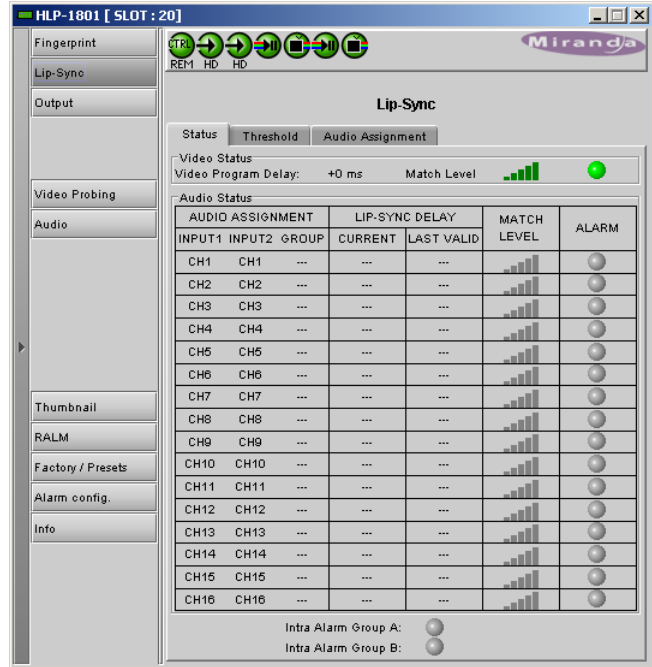 HLP-1801 [ SLOT : 20]
Fingerprint
Lip-Sync
Output
Video Probing
Audio
Thumbnail
RALM
Factory / Presets
Alarm config.
Info
CTRL
REM HD HD
Miranda
Lip-Sync
Status Threshold Audio Assignment
Video Status
Video Program Delay: +0 ms Match Level
Audio Status
AUDIO ASSIGNMENT LIP-SYNC DELAY MATCH LEVEL ALARM
INPUT1 INPUT2 GROUP CURRENT LAST VALID
CH1 CH1 --- --- ---
CH2 CH2 --- --- ---
CH3 CH3 --- --- ---
CH4 CH4 --- --- ---
CH5 CH5 --- --- ---
CH6 CH6 --- --- ---
CH7 CH7 --- --- ---
CH8 CH8 --- --- ---
CH9 CH9 --- --- ---
CH10 CH10 --- --- ---
CH11 CH11 --- --- ---
CH12 CH12 --- --- ---
CH13 CH13 --- --- ---
CH14 CH14 --- --- ---
CH15 CH15 --- --- ---
CH16 CH16 --- --- ---
Intra Alarm Group A:
Intra Alarm Group B: